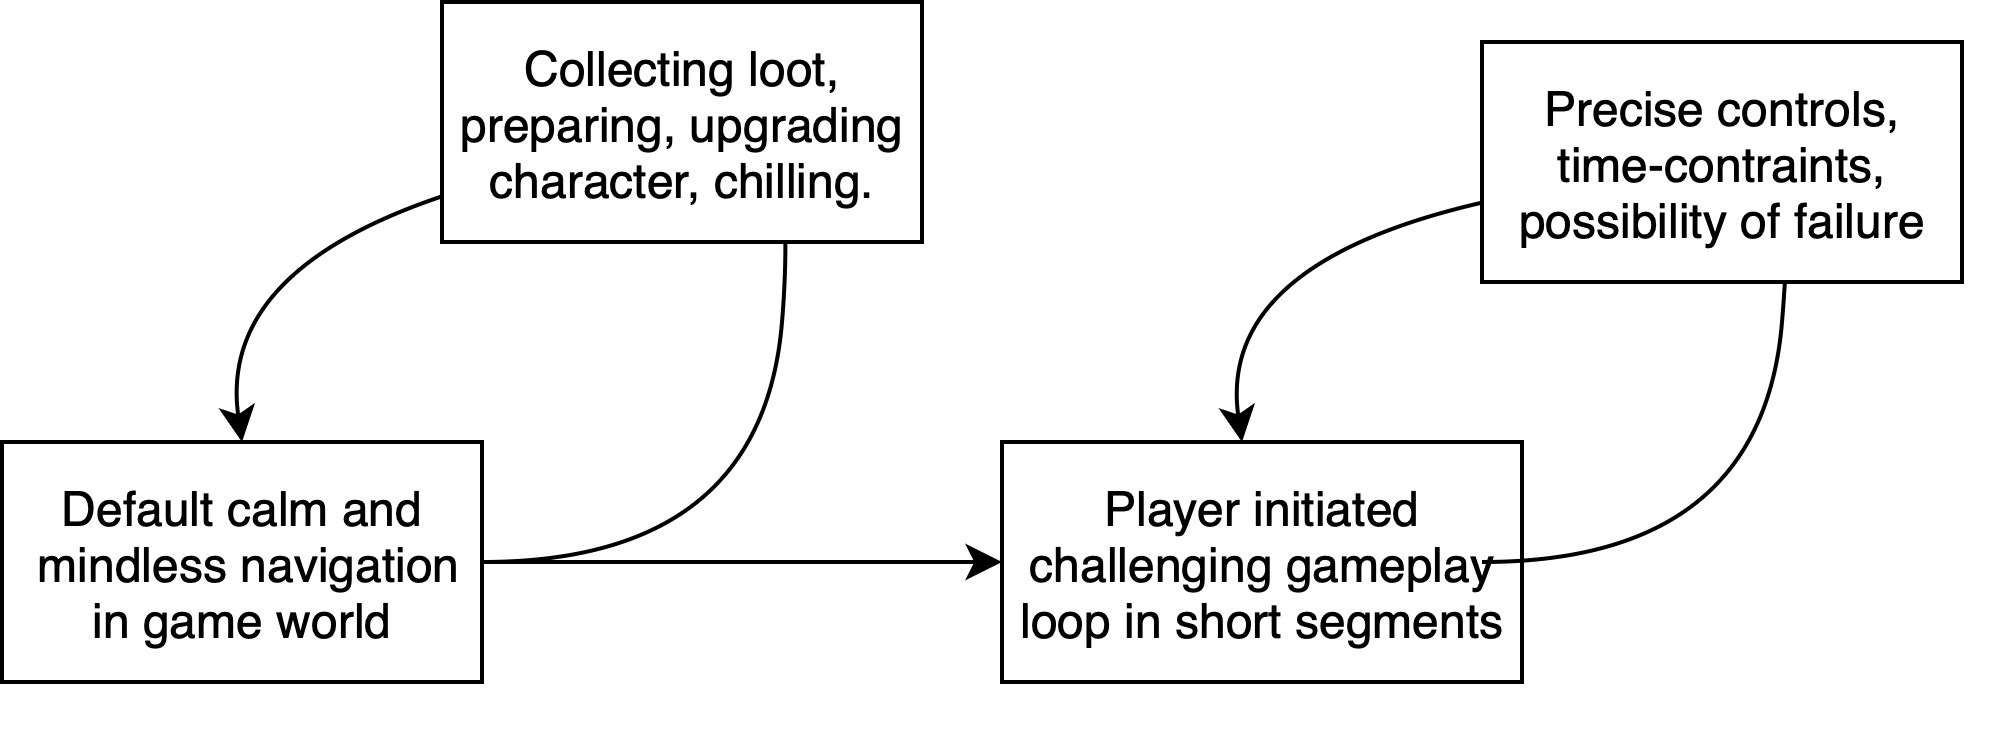 Collecting loot,
preparing, upgrading
character, chilling.
Precise controls,
time-contraints,
possibility of failure
Default calm and
mindless navigation
in game world
Player initiated
challenging gameplay
loop in short segments